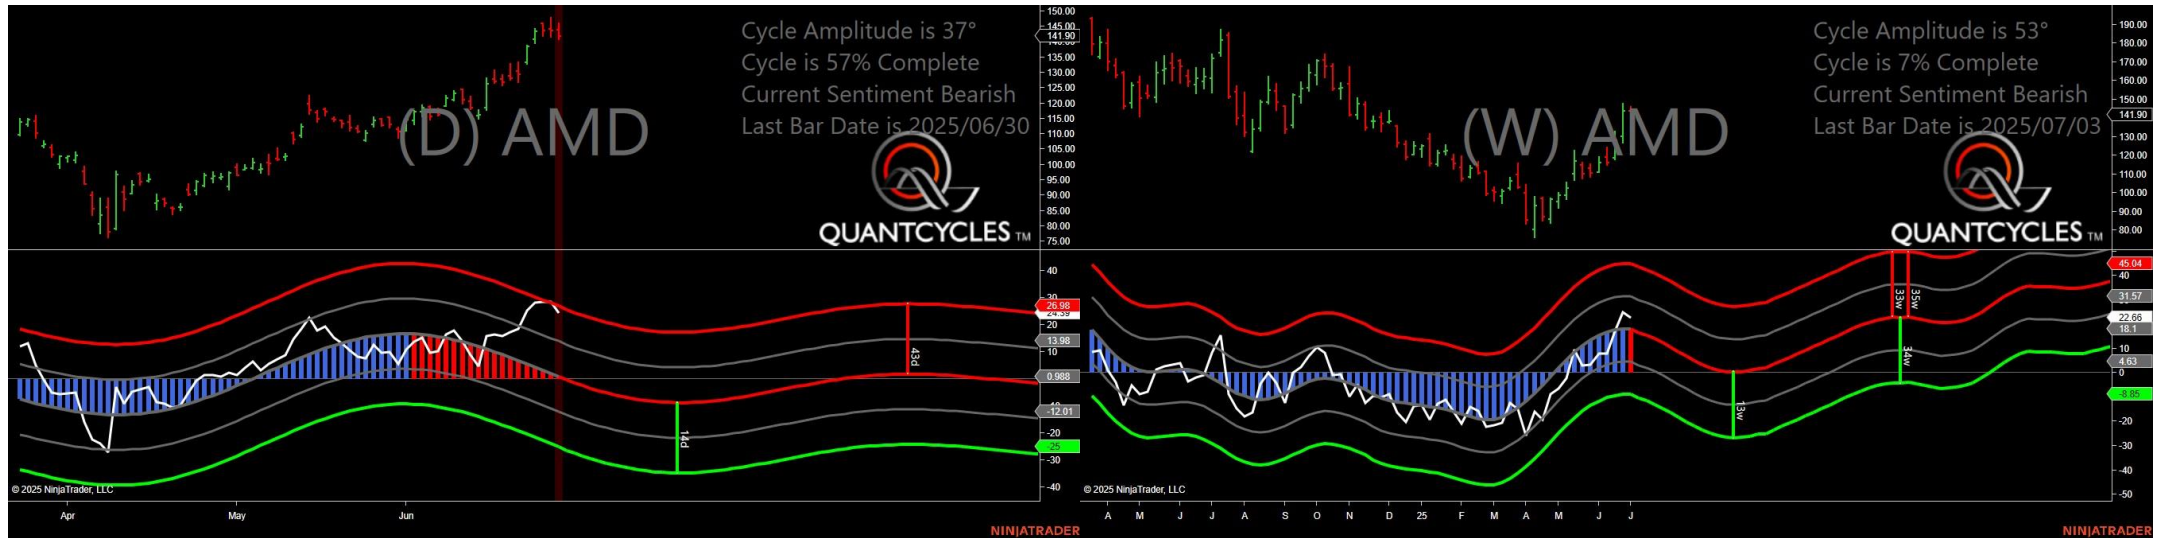 Cycle Amplitude is 37°
Cycle is 57% Complete
Current Sentiment Bearish
Last Bar Date is 2025/06/30
(D) AMD
QUANTCYCLES TM
150.00
145.00
141.90
135.00
130.00
125.00
120.00
115.00
110.00
105.00
100.00
95.00
90.00
85.00
80.00
75.00
40
26.98
24.39
20
13.98
10
0.988
-12.01
-20
-25
-30
-40
43d
14d
© 2025 NinjaTrader, LLC
Apr May Jun
NINJATRADER
Cycle Amplitude is 53°
Cycle is 7% Complete
Current Sentiment Bearish
Last Bar Date is 2025/07/03
(W) AMD
QUANTCYCLES TM
190.00
180.00
170.00
160.00
150.00
141.90
130.00
120.00
110.00
100.00
90.00
80.00
45.04
40
31.57
22.66
18.1
10
4.63
0
-8.85
-20
-30
-40
-50
33w
35w
34w
13w
© 2025 NinjaTrader, LLC
A M J J A S O N D 25 F M A M J J
NINJATRADER